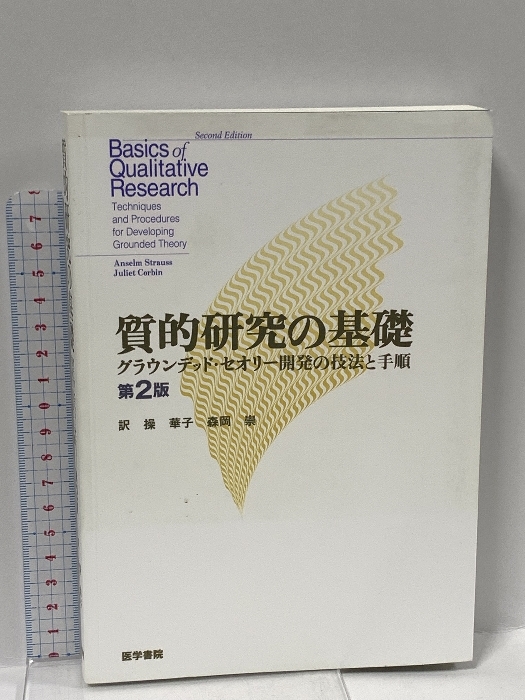 Second Edition
Basics of
Qualitative
Research
Techniques
and Procedures
for Developing
Grounded Theory
Anselm Strauss
Juliet Corbin
質的研究の基礎
グラウンデッド・セオリー開発の技法と手順
第2版
訳 操 華子 森岡 崇
医学書院